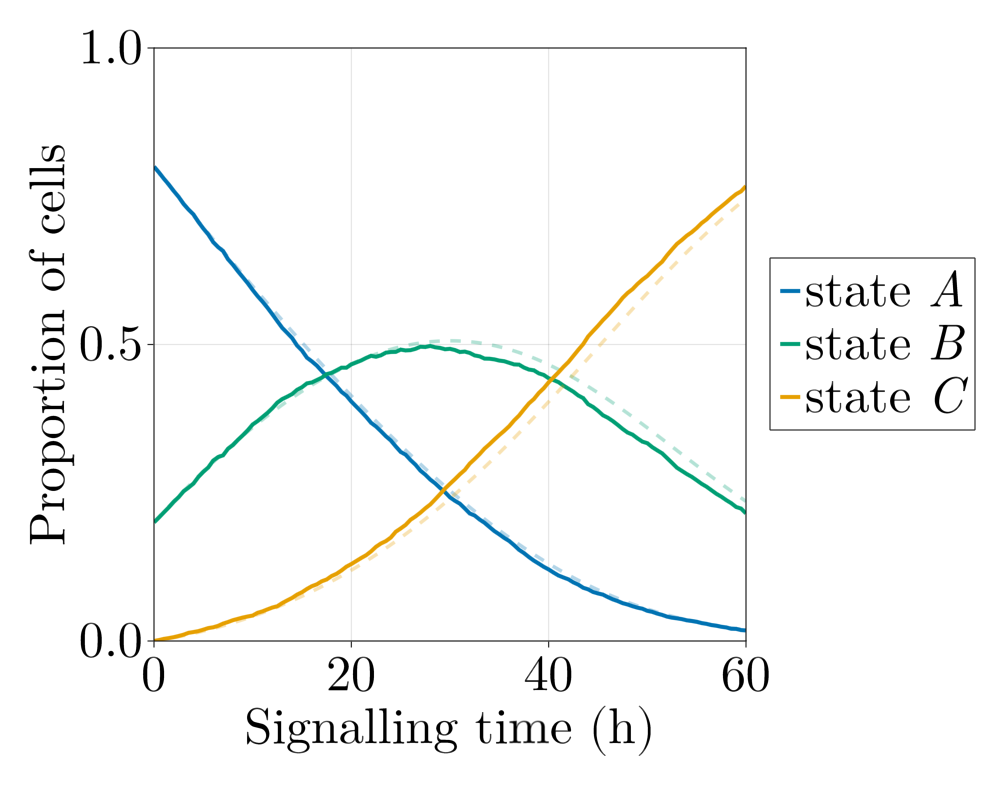 1.0
0.5
0.0
Proportion of cells
0 20 40 60
Signalling time (h)
state A
state B
state C